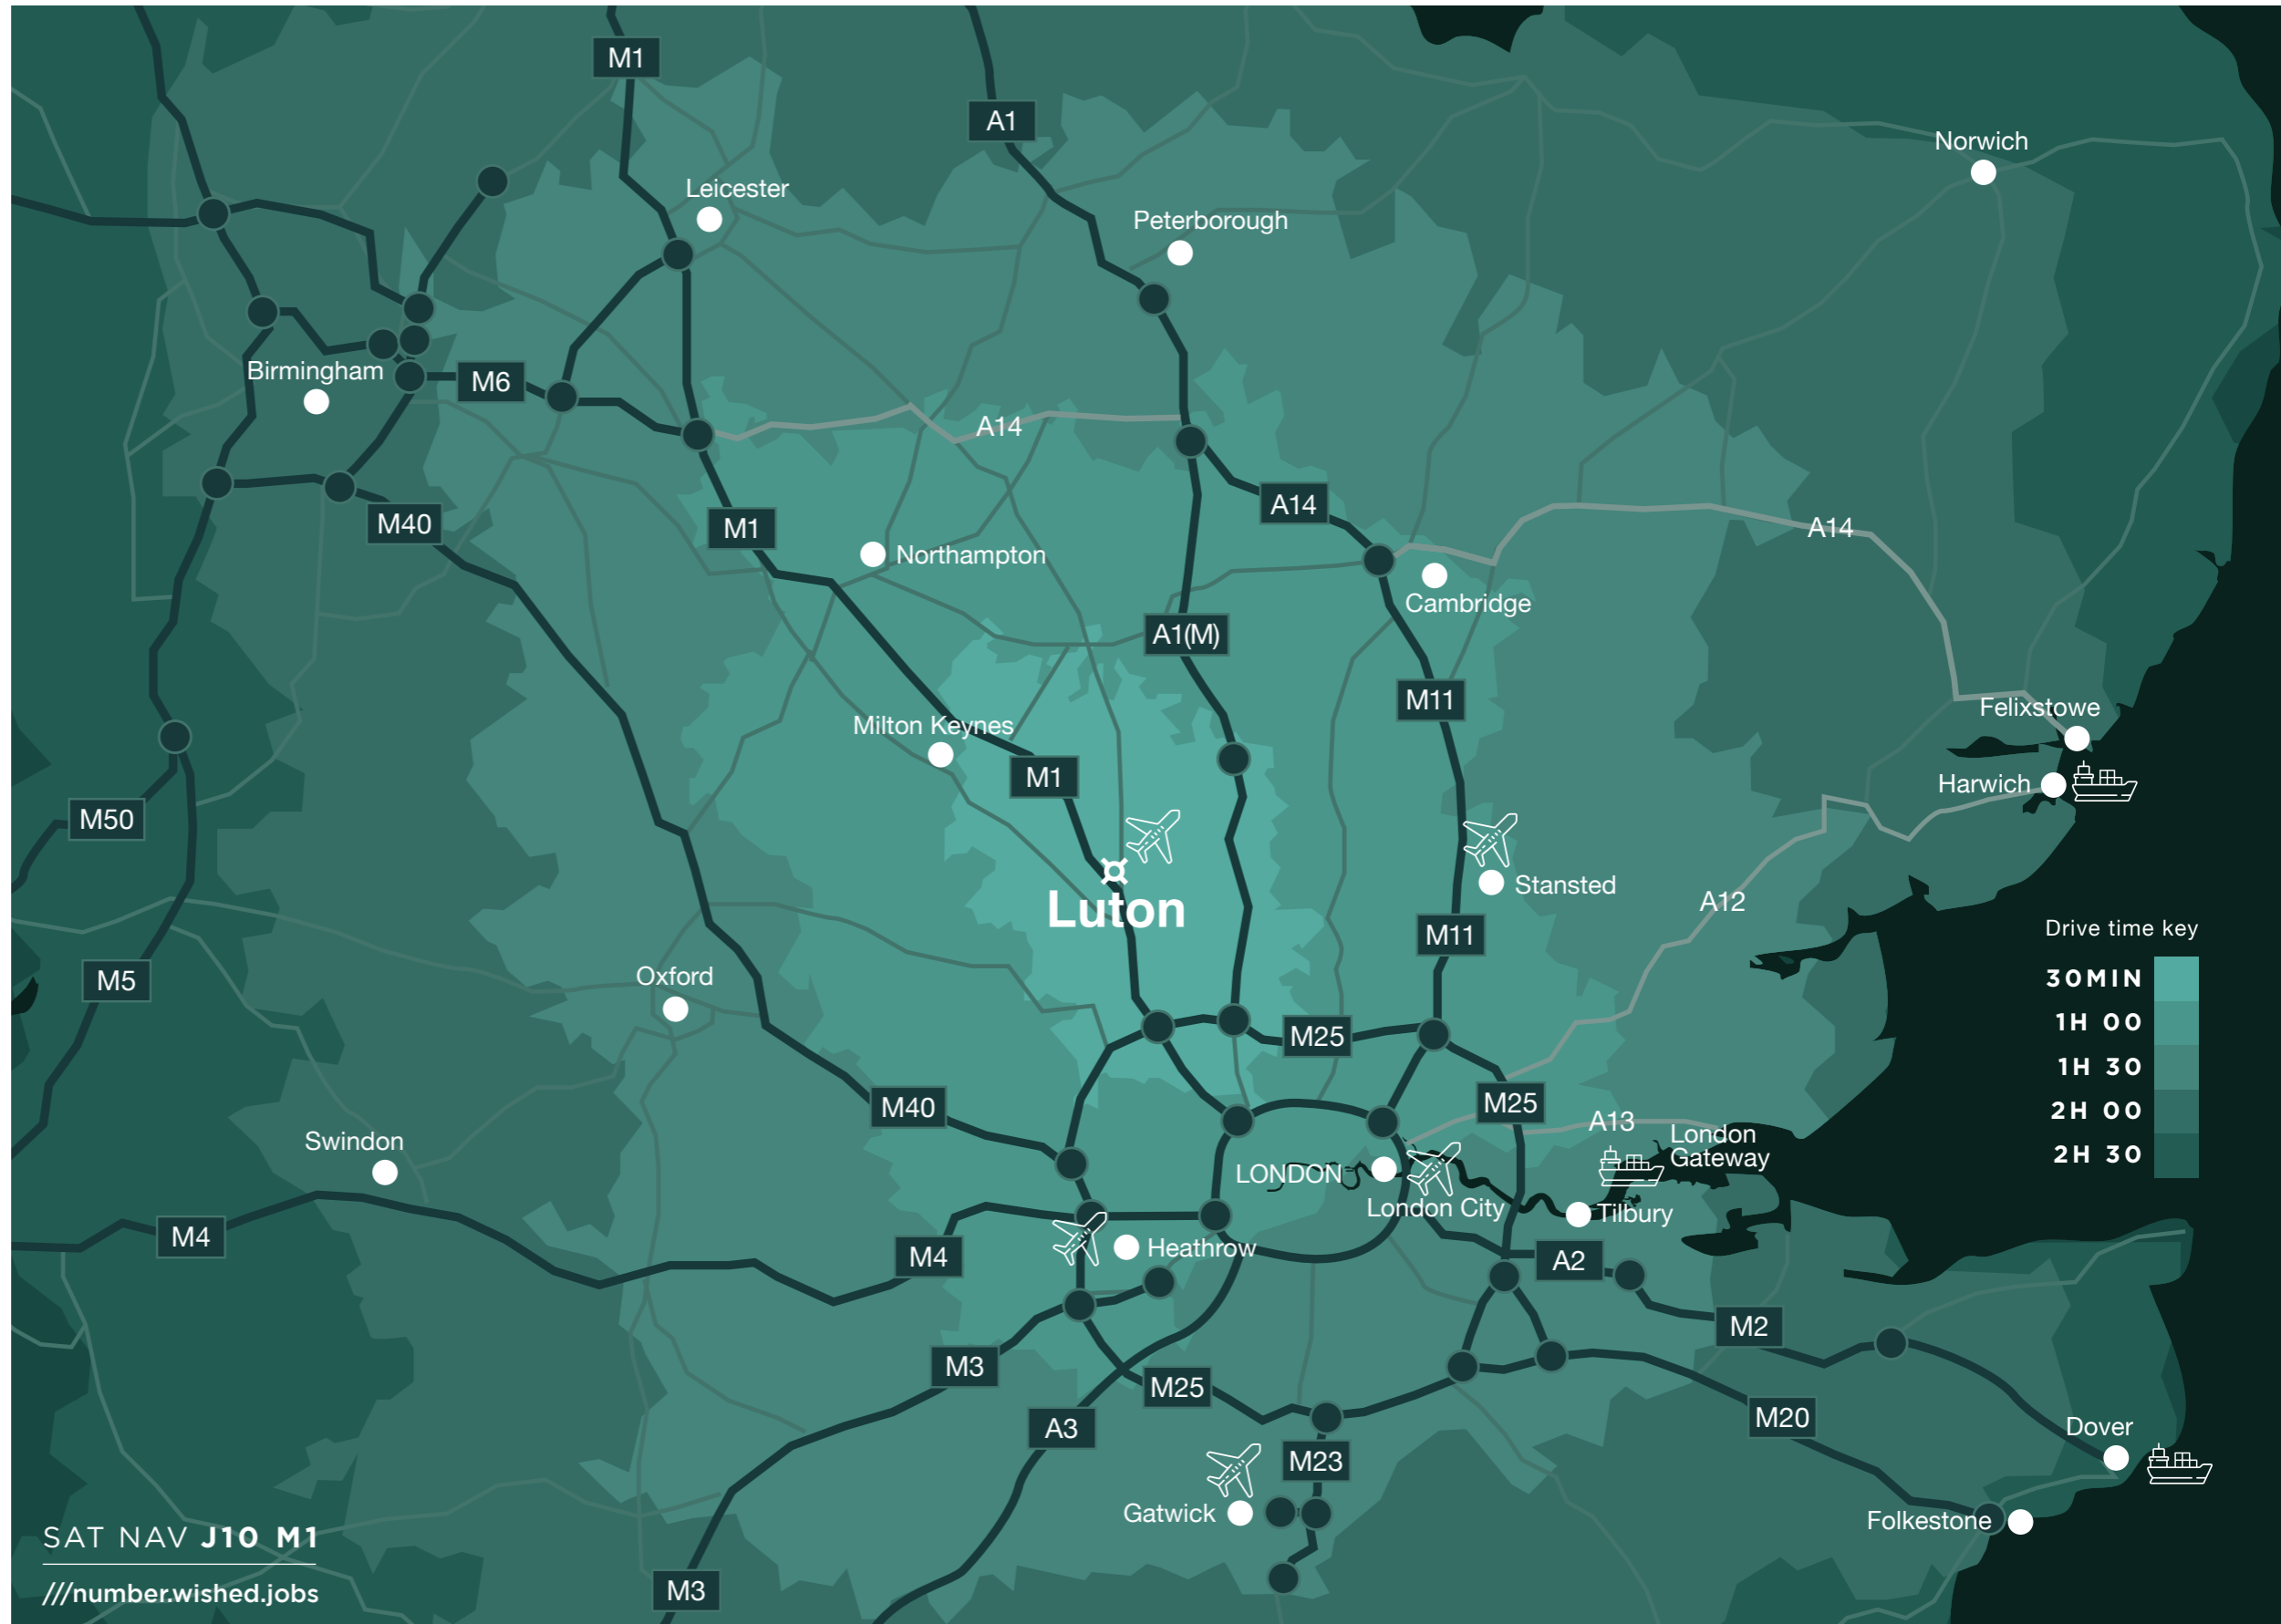 M1
A1
Norwich
Leicester
Peterborough
Birmingham
M6
A14
M40
M1
A14
A14
Northampton
Cambridge
A1(M)
M11
Milton Keynes
Felixstowe
M1
Harwich
M50
Luton
Stansted
A12
M11
Drive time key
M5
Oxford
30MIN
1H 00
M25
1H 30
M40
M25
2H 00
A13
Swindon
London
Gateway
2H 30
LONDON
London City
Tilbury
M4
M4
Heathrow
A2
M2
M3
M25
M20
A3
Dover
M23
Gatwick
Folkestone
SAT NAV J10 M1
M3
///number.wished.jobs